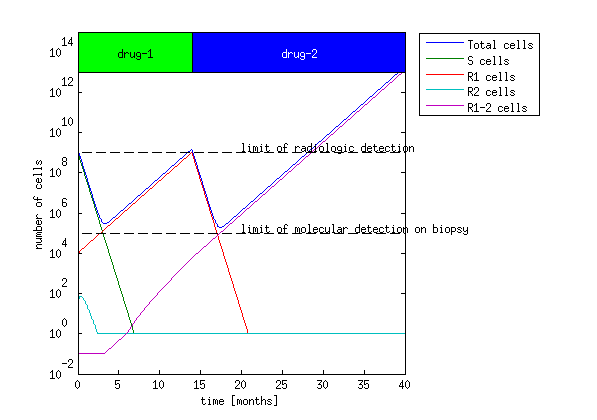 drug-1 drug-2
Total cells
S cells
R1 cells
R2 cells
R1-2 cells
10^14
10^12
10^10
10^8
10^6
10^4
10^2
10^0
10^-2
number of cells
limit of radiologic detection
limit of molecular detection on biopsy
0 5 10 15 20 25 30 35 40
time [months]